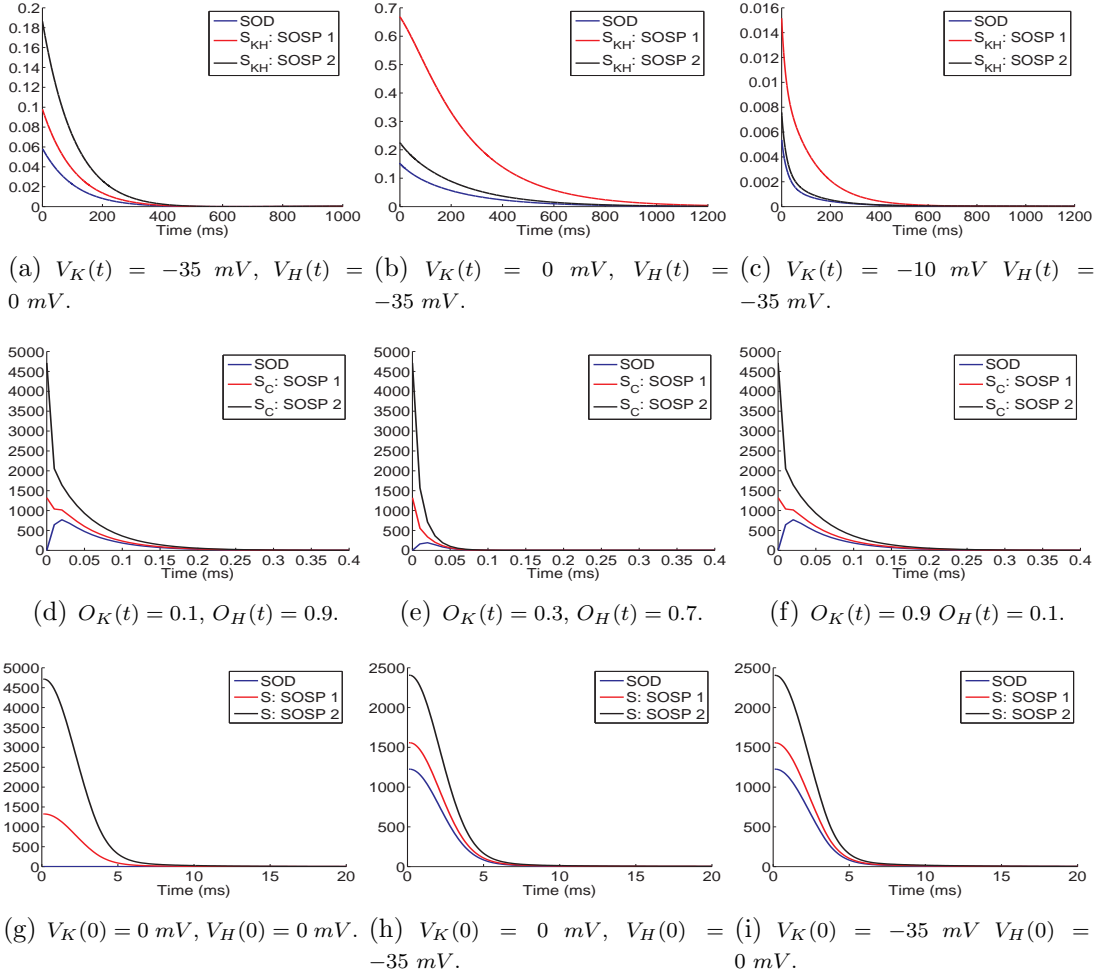 0.2
0.18
0.16
0.14
0.12
0.1
0.08
0.06
0.04
0.02
0 200 400 600 800 1000
Time (ms)
SOD
S_KH: SOSP 1
S_KH: SOSP 2
(a) V_K(t) = −35 mV, V_H(t) =
0 mV.
0.7
0.6
0.5
0.4
0.3
0.2
0.1
0
0 200 400 600 800 1000 1200
Time (ms)
SOD
S_KH: SOSP 1
S_KH: SOSP 2
(b) V_K(t) = 0 mV, V_H(t) =
−35 mV.
0.016
0.014
0.012
0.01
0.008
0.006
0.004
0.002
0 200 400 600 800 1000 1200
Time (ms)
SOD
S_KH: SOSP 1
S_KH: SOSP 2
(c) V_K(t) = −10 mV V_H(t) =
−35 mV.
5000
4500
4000
3500
3000
2500
2000
1500
1000
500
0
0 0.05 0.1 0.15 0.2 0.25 0.3 0.35 0.4
Time (ms)
SOD
S_C: SOSP 1
S_C: SOSP 2
(d) O_K(t) = 0.1, O_H(t) = 0.9.
5000
4500
4000
3500
3000
2500
2000
1500
1000
500
0
0 0.05 0.1 0.15 0.2 0.25 0.3 0.35 0.4
Time (ms)
SOD
S_C: SOSP 1
S_C: SOSP 2
(e) O_K(t) = 0.3, O_H(t) = 0.7.
5000
4500
4000
3500
3000
2500
2000
1500
1000
500
0
0 0.05 0.1 0.15 0.2 0.25 0.3 0.35 0.4
Time (ms)
SOD
S_C: SOSP 1
S_C: SOSP 2
(f) O_K(t) = 0.9 O_H(t) = 0.1.
5000
4500
4000
3500
3000
2500
2000
1500
1000
500
0
0 5 10 15 20
Time (ms)
SOD
S: SOSP 1
S: SOSP 2
(g) V_K(0) = 0 mV, V_H(0) = 0 mV.
2500
2000
1500
1000
500
0
0 5 10 15 20
Time (ms)
SOD
S: SOSP 1
S: SOSP 2
(h) V_K(0) = 0 mV, V_H(0) =
−35 mV.
2500
2000
1500
1000
500
0
0 5 10 15 20
Time (ms)
SOD
S: SOSP 1
S: SOSP 2
(i) V_K(0) = −35 mV V_H(0) =
0 mV.